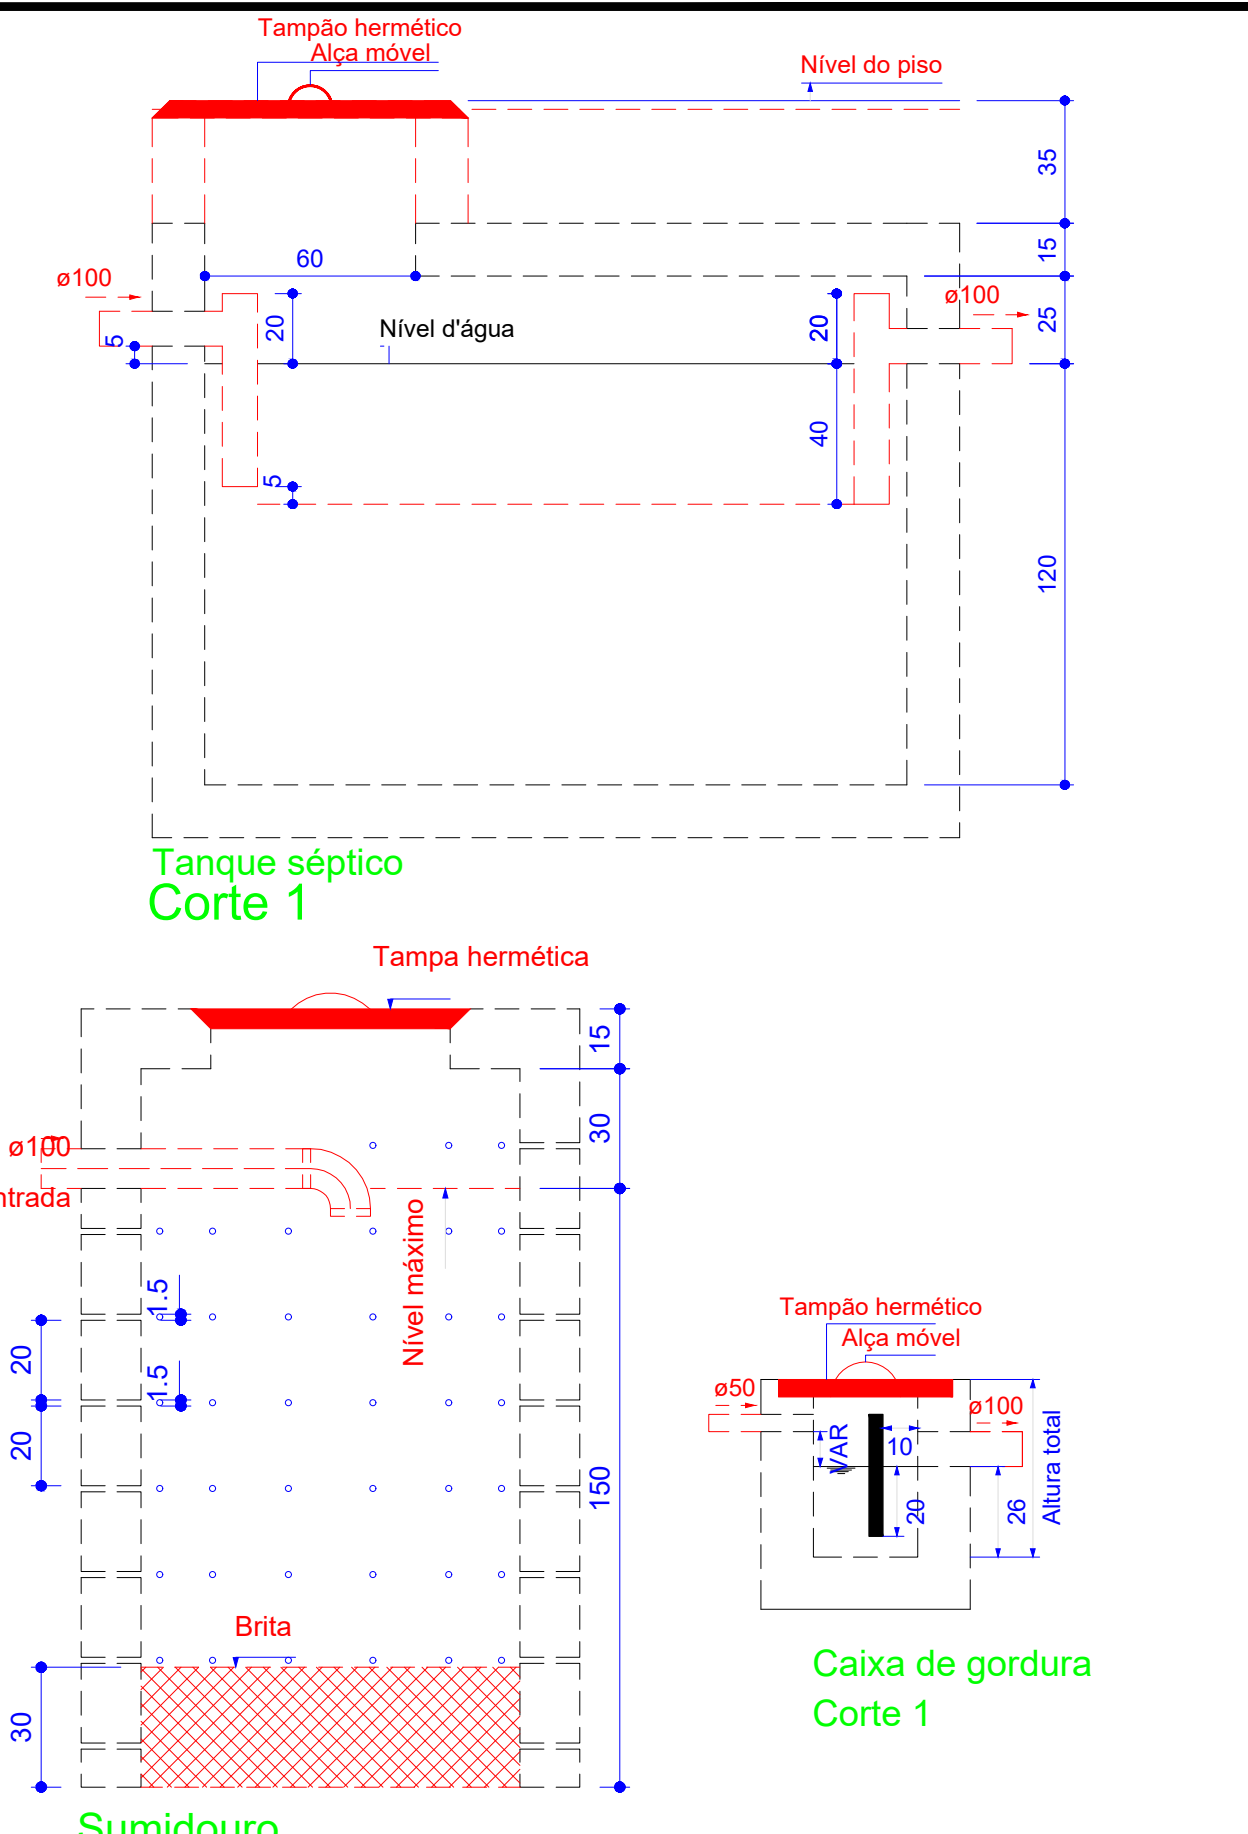 Tampão hermético
Alça móvel
Nível do piso
35
15
60
ø100
ø100
20
20
25
5
Nível d'água
40
5
120
Tanque séptico
Corte 1
Tampa hermética
15
30
ø100
ntrada
Nível máximo
1.5
20
1.5
20
150
Brita
30
Sumidouro
Tampão hermético
Alça móvel
ø50
ø100
VAR
10
20
26
Altura total
Caixa de gordura
Corte 1